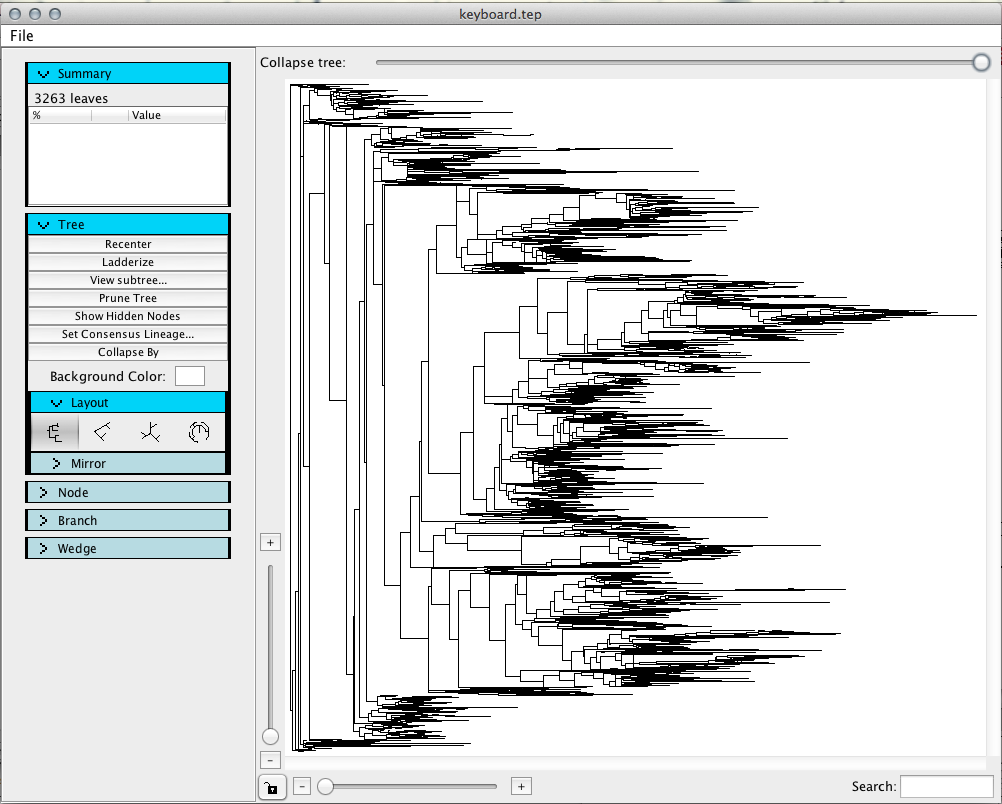 keyboard.tep
File
Summary
3263 leaves
% Value
Tree
Recenter
Ladderize
View subtree...
Prune Tree
Show Hidden Nodes
Set Consensus Lineage...
Collapse By
Background Color:
Layout
Mirror
Node
Branch
Wedge
Collapse tree:
+
-
- +
Search: